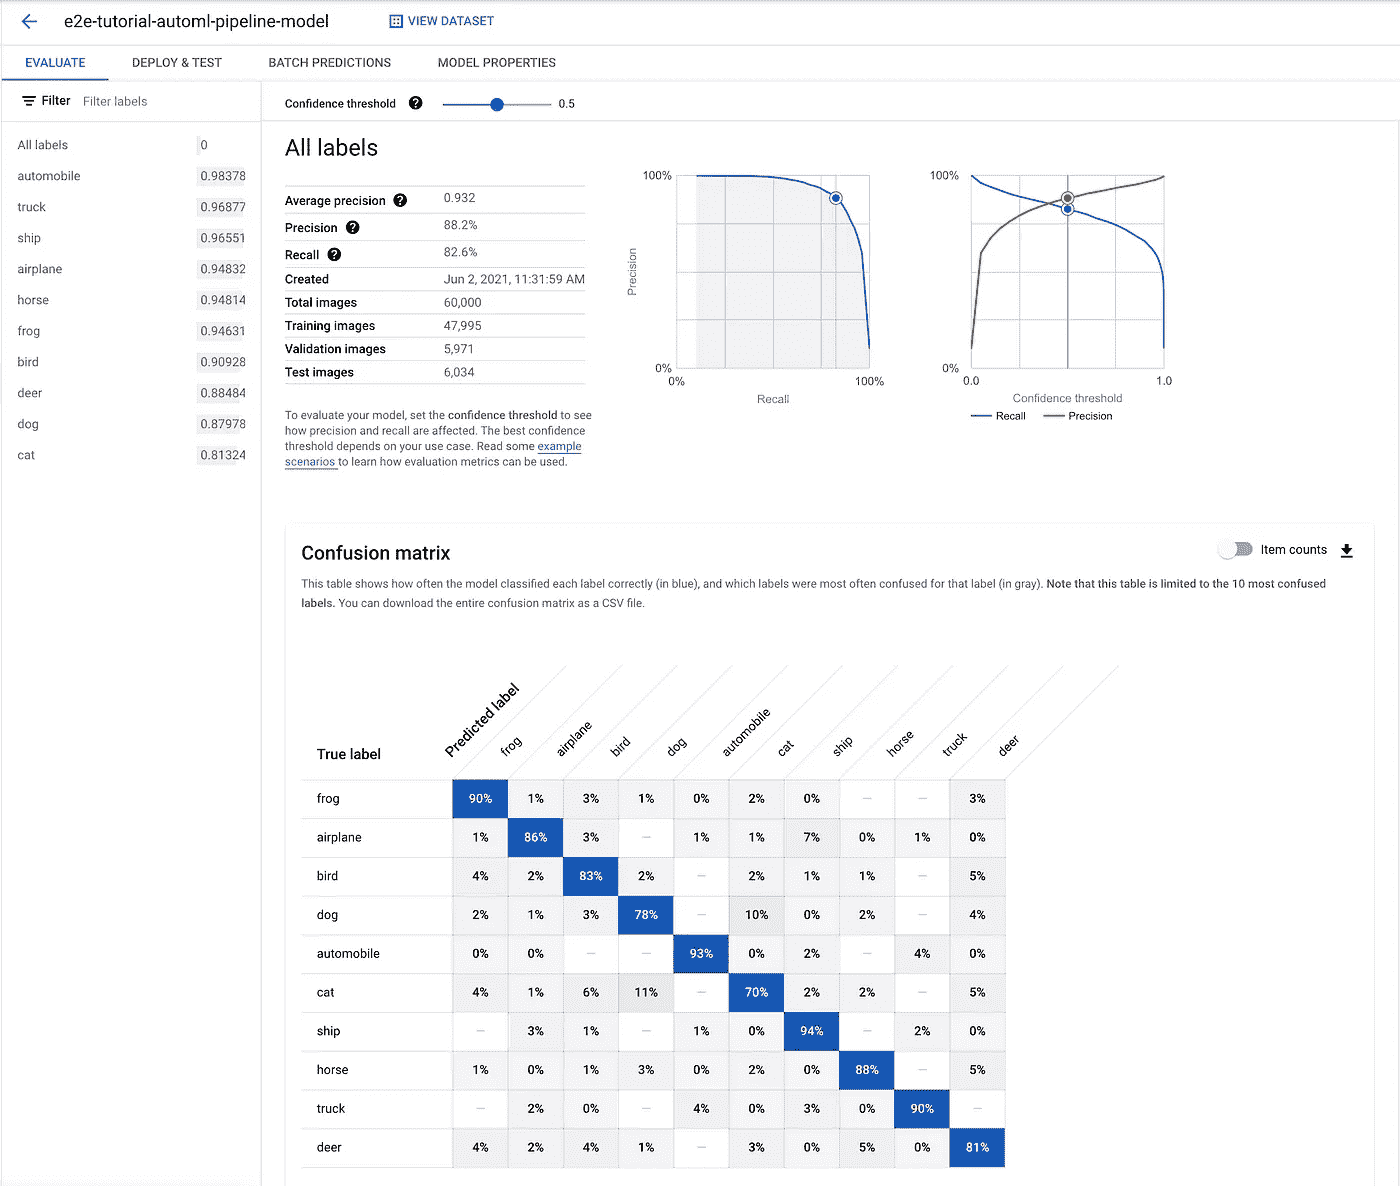 e2e-tutorial-automl-pipeline-model VIEW DATASET
EVALUATE DEPLOY & TEST BATCH PREDICTIONS MODEL PROPERTIES
Filter Filter labels
All labels 0
automobile 0.98378
truck 0.96877
ship 0.96551
airplane 0.94832
horse 0.94814
frog 0.94631
bird 0.90928
deer 0.88484
dog 0.87978
cat 0.81324
Confidence threshold ? 0.5
All labels
Average precision ? 0.932
Precision ? 88.2%
Recall ? 82.6%
Created Jun 2, 2021, 11:31:59 AM
Total images 60,000
Training images 47,995
Validation images 5,971
Test images 6,034
To evaluate your model, set the confidence threshold to see
how precision and recall are affected. The best confidence
threshold depends on your use case. Read some example
scenarios to learn how evaluation metrics can be used.
100%
Precision
0%
0% 100%
Recall
100%
0%
0.0 1.0
Confidence threshold
Recall Precision
Confusion matrix
Item counts
This table shows how often the model classified each label correctly (in blue), and which labels were most often confused for that label (in gray). Note that this table is limited to the 10 most confused
labels. You can download the entire confusion matrix as a CSV file.
True label Predicted label frog airplane bird dog automobile cat ship horse truck deer
frog 90% 1% 3% 1% 0% 2% 0% — — 3%
airplane 1% 86% 3% — 1% 1% 7% 0% 1% 0%
bird 4% 2% 83% 2% — 2% 1% 1% — 5%
dog 2% 1% 3% 78% — 10% 0% 2% — 4%
automobile 0% 0% — — 93% 0% 2% — 4% 0%
cat 4% 1% 6% 11% — 70% 2% 2% — 5%
ship — 3% 1% — 1% 0% 94% — 2% 0%
horse 1% 0% 1% 3% 0% 2% 0% 88% — 5%
truck — 2% 0% — 4% 0% 3% 0% 90% —
deer 4% 2% 4% 1% — 3% 0% 5% 0% 81%